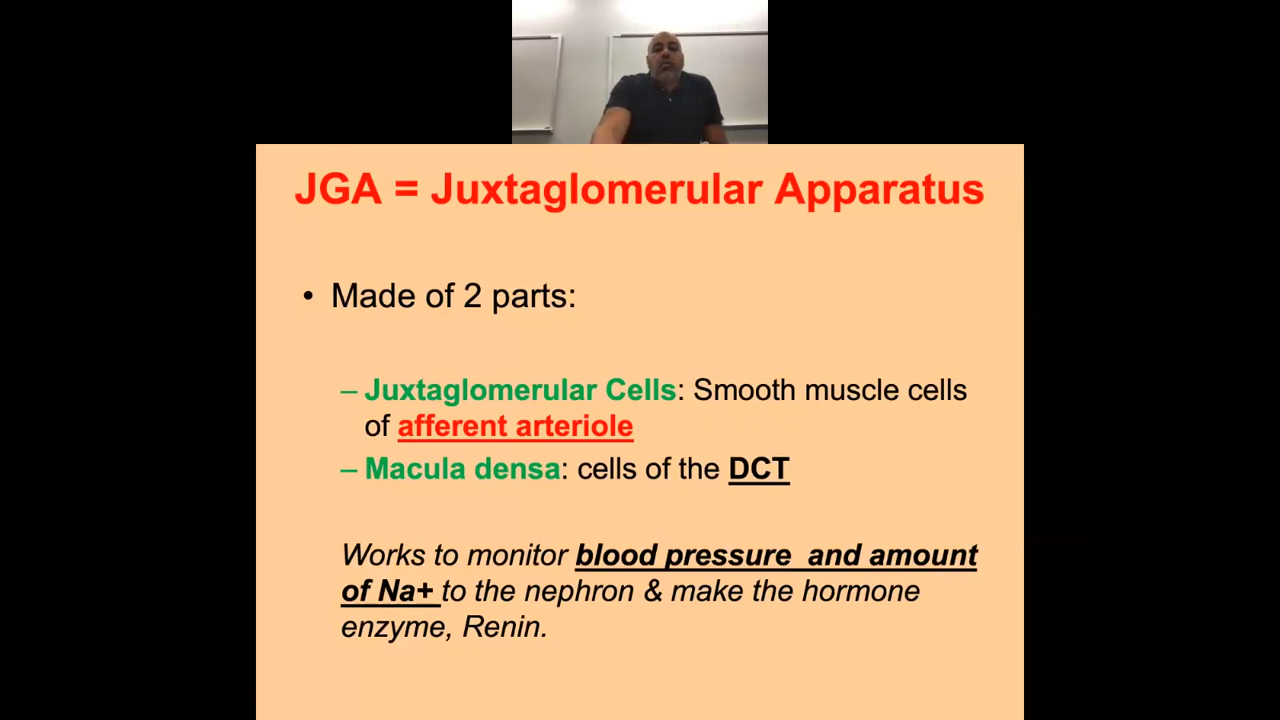 JGA = Juxtaglomerular Apparatus
• Made of 2 parts:
– Juxtaglomerular Cells: Smooth muscle cells
of afferent arteriole
– Macula densa: cells of the DCT
Works to monitor blood pressure and amount
of Na+ to the nephron & make the hormone
enzyme, Renin.